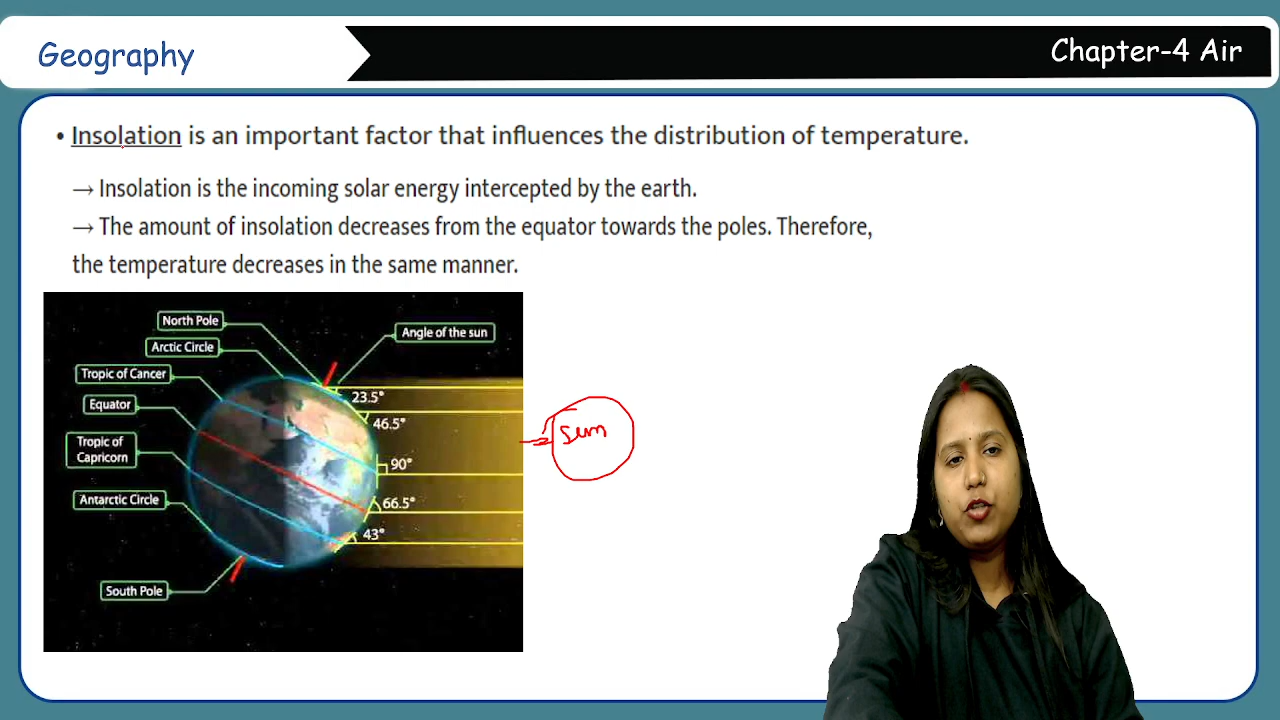 Geography
Chapter-4 Air
• Insolation is an important factor that influences the distribution of temperature.
→ Insolation is the incoming solar energy intercepted by the earth.
→ The amount of insolation decreases from the equator towards the poles. Therefore,
the temperature decreases in the same manner.
North Pole
Angle of the sun
Arctic Circle
Tropic of Cancer
23.5°
Equator
46.5°
Sun
Tropic of
Capricorn
90°
Antarctic Circle
66.5°
43°
South Pole